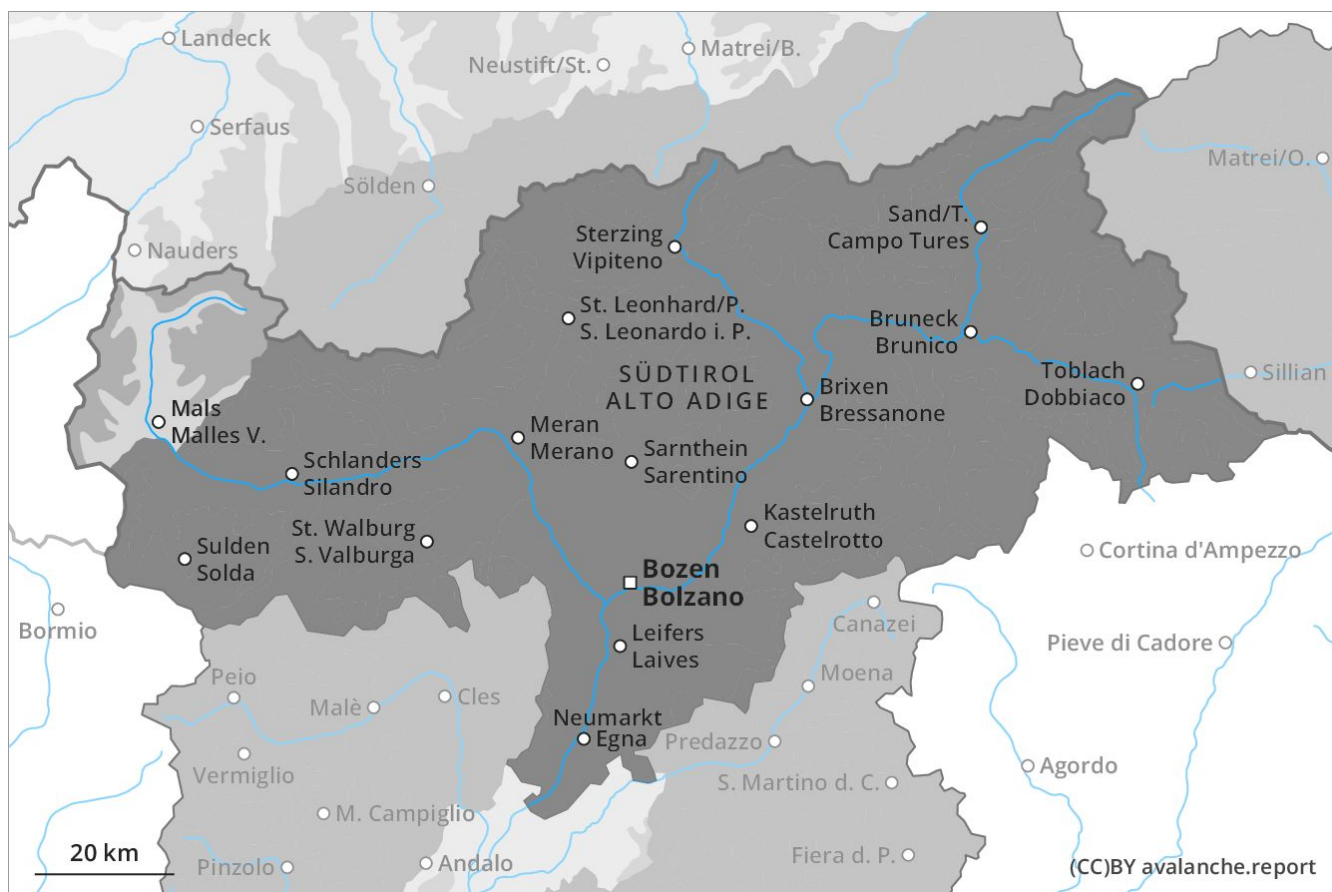 Landeck
Matrei/B.
Neustift/St.
Serfaus
Matrei/O.
Sölden
Sand/T.
Campo Tures
Sterzing
Vipiteno
Nauders
St. Leonhard/P.
S. Leonardo i. P.
Bruneck
Brunico
SÜDTIROL
ALTO ADIGE
Toblach
Dobbiaco
Sillian
Brixen
Bressanone
Mals
Malles V.
Meran
Merano
Sarnthein
Sarentino
Schlanders
Silandro
Kastelruth
Castelrotto
St. Walburg
S. Valburga
Sulden
Solda
Cortina d'Ampezzo
Bozen
Bolzano
Bormio
Canazei
Leifers
Laives
Pieve di Cadore
Peio
Moena
Malè
Cles
Neumarkt
Egna
Predazzo
Vermiglio
Agordo
S. Martino d. C.
M. Campiglio
20 km
Pinzolo
Andalo
Fiera d. P.
(CC)BY avalanche.report